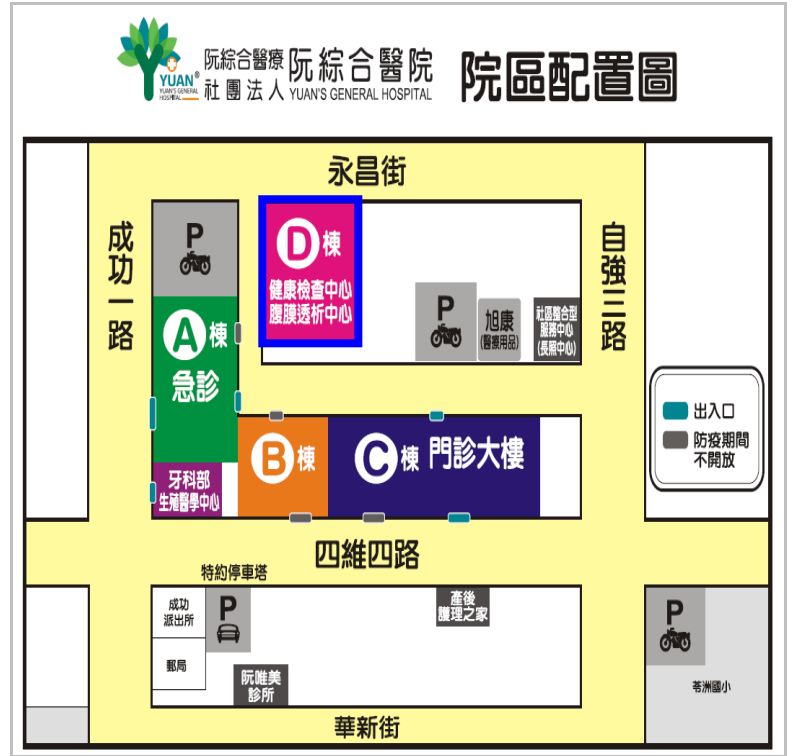 阮綜合醫療
社團法人
阮綜合醫院
YUAN'S GENERAL HOSPITAL
YUAN®
YUAN'S GENERAL
HOSPITAL
院區配置圖
永昌街
成功一路
自強三路
P
D棟
健康檢查中心
腹膜透析中心
A棟
急診
P
旭康
(醫療用品)
社區整合型
服務中心
(長照中心)
出入口
防疫期間
不開放
B棟
C棟 門診大樓
牙科部
生殖醫學中心
四維四路
特約停車塔
成功
派出所
P
產後
護理之家
P
郵局
阮唯美
診所
苓洲國小
華新街